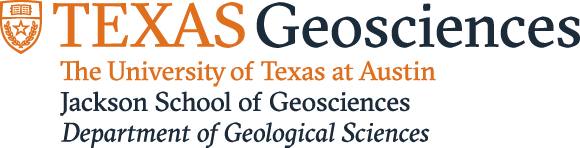 TEXAS Geosciences
The University of Texas at Austin
Jackson School of Geosciences
Department of Geological Sciences